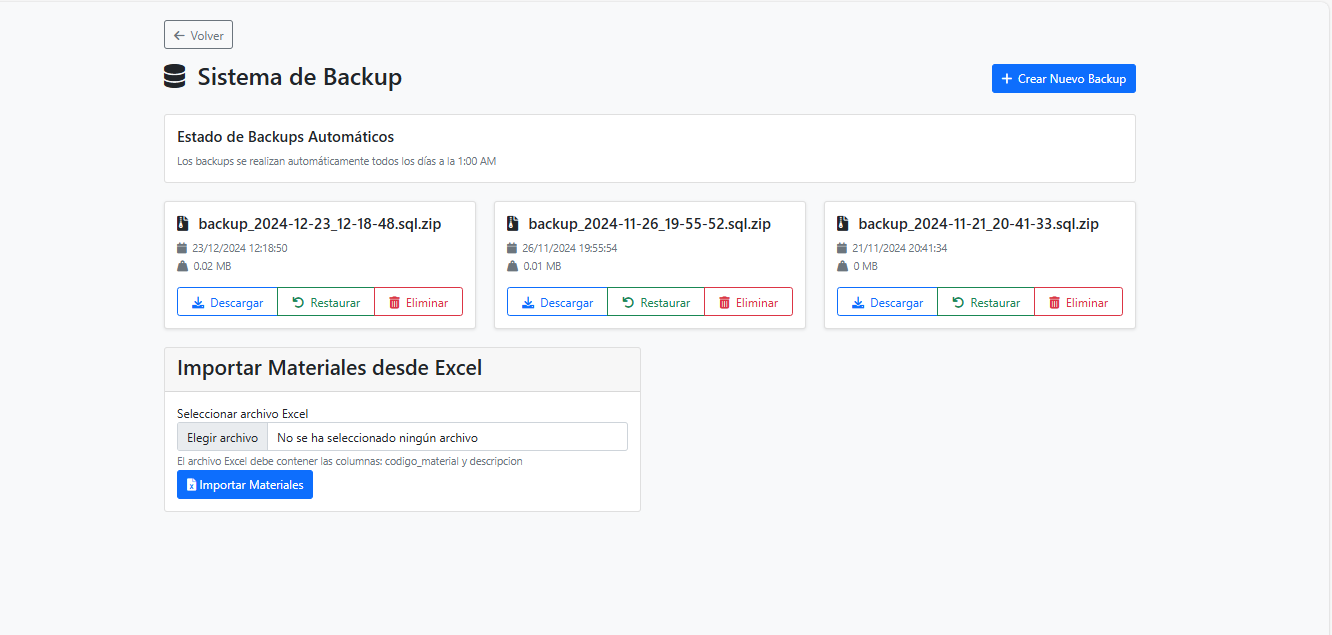 Volver
Sistema de Backup
Crear Nuevo Backup
Estado de Backups Automáticos
Los backups se realizan automáticamente todos los días a la 1:00 AM
backup_2024-12-23_12-18-48.sql.zip
23/12/2024 12:18:50
0.02 MB
Descargar Restaurar Eliminar
backup_2024-11-26_19-55-52.sql.zip
26/11/2024 19:55:54
0.01 MB
Descargar Restaurar Eliminar
backup_2024-11-21_20-41-33.sql.zip
21/11/2024 20:41:34
0 MB
Descargar Restaurar Eliminar
Importar Materiales desde Excel
Seleccionar archivo Excel
Elegir archivo No se ha seleccionado ningún archivo
El archivo Excel debe contener las columnas: codigo_material y descripcion
Importar Materiales